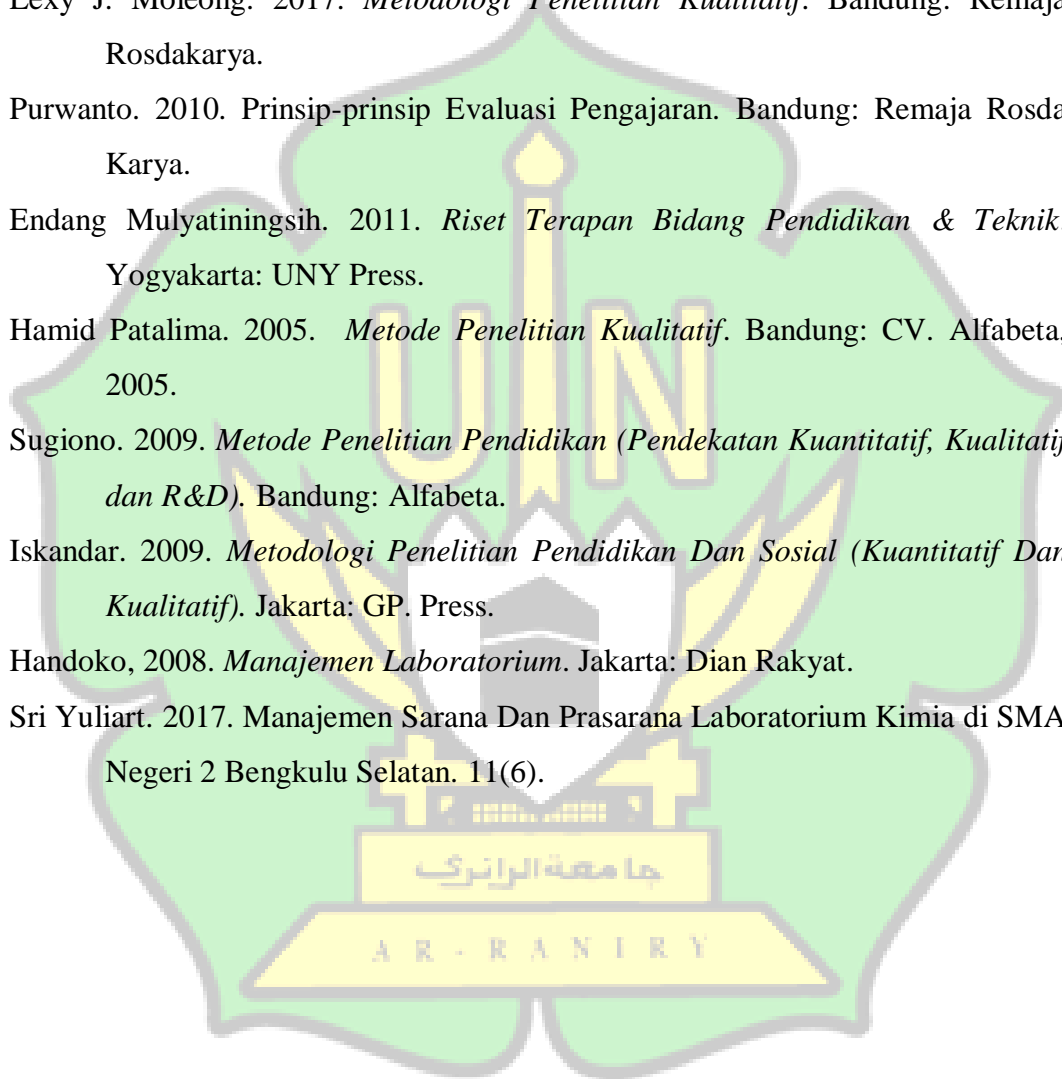 Lexy J. Moleong. 2017. Metodologi Penelitian Kualitatif. Bandung: Remaja
Rosdakarya.
Purwanto. 2010. Prinsip-prinsip Evaluasi Pengajaran. Bandung: Remaja Rosda
Karya.
Endang Mulyatiningsih. 2011. Riset Terapan Bidang Pendidikan & Teknik.
Yogyakarta: UNY Press.
Hamid Patalima. 2005. Metode Penelitian Kualitatif. Bandung: CV. Alfabeta,
2005.
Sugiono. 2009. Metode Penelitian Pendidikan (Pendekatan Kuantitatif, Kualitatif
dan R&D). Bandung: Alfabeta.
Iskandar. 2009. Metodologi Penelitian Pendidikan Dan Sosial (Kuantitatif Dan
Kualitatif). Jakarta: GP. Press.
Handoko, 2008. Manajemen Laboratorium. Jakarta: Dian Rakyat.
Sri Yuliart. 2017. Manajemen Sarana Dan Prasarana Laboratorium Kimia di SMA
Negeri 2 Bengkulu Selatan. 11(6).
UIN
جامعة الرانري
AR-RANIRY